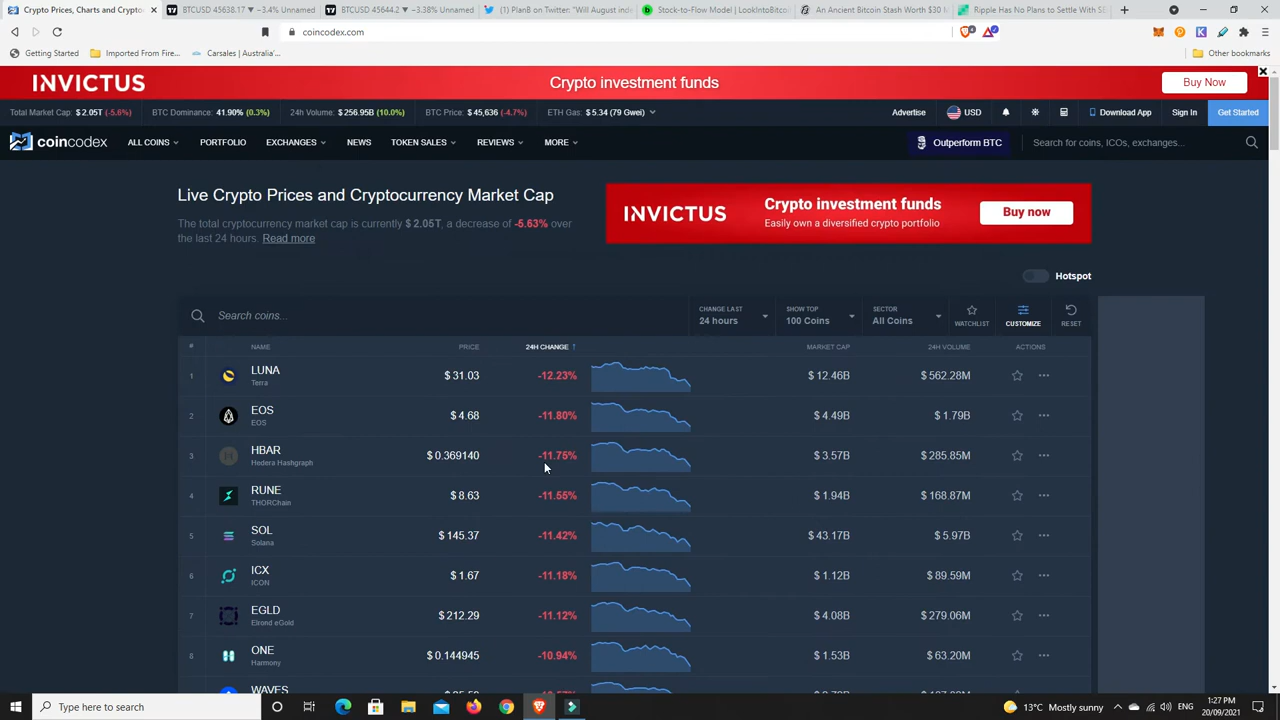 Crypto Prices, Charts and Cryptocu
BTCUSD 45638.17 ▼ −3.4% Unnamed
BTCUSD 45644.2 ▼ −3.38% Unnamed
(1) PlanB on Twitter: "Will August ind
Stock-to-Flow Model | LookIntoBitco
An Ancient Bitcoin Stash Worth $30 M
Ripple Has No Plans to Settle With SE
coincodex.com
Getting Started
Imported From Fire...
Carsales | Australia'...
Other bookmarks
INVICTUS
Crypto investment funds
Buy Now
Total Market Cap: $ 2.05T (-5.6%)
BTC Dominance: 41.90% (0.3%)
24h Volume: $ 256.95B (10.0%)
BTC Price: $ 45,636 (-4.7%)
ETH Gas: $ 5.34 (79 Gwei)
Advertise
USD
Download App
Sign In
Get Started
coincodex
ALL COINS
PORTFOLIO
EXCHANGES
NEWS
TOKEN SALES
REVIEWS
MORE
Outperform BTC
Search for coins, ICOs, exchanges...
Live Crypto Prices and Cryptocurrency Market Cap
The total cryptocurrency market cap is currently $ 2.05T, a decrease of -5.63% over
the last 24 hours. Read more
INVICTUS
Crypto investment funds
Easily own a diversified crypto portfolio
Buy now
Hotspot
Search coins...
CHANGE LAST
24 hours
SHOW TOP
100 Coins
SECTOR
All Coins
WATCHLIST
CUSTOMIZE
RESET
# NAME PRICE 24H CHANGE ↑ MARKET CAP 24H VOLUME ACTIONS
1 LUNA $ 31.03 -12.23% $ 12.46B $ 562.28M
Terra
2 EOS $ 4.68 -11.80% $ 4.49B $ 1.79B
EOS
3 HBAR $ 0.369140 -11.75% $ 3.57B $ 285.85M
Hedera Hashgraph
4 RUNE $ 8.63 -11.55% $ 1.94B $ 168.87M
THORChain
5 SOL $ 145.37 -11.42% $ 43.17B $ 5.97B
Solana
6 ICX $ 1.67 -11.18% $ 1.12B $ 89.59M
ICON
7 EGLD $ 212.29 -11.12% $ 4.08B $ 279.06M
Elrond eGold
8 ONE $ 0.144945 -10.94% $ 1.53B $ 63.20M
Harmony
WAVES
Type here to search
13°C Mostly sunny
ENG
1:27 PM
20/09/2021